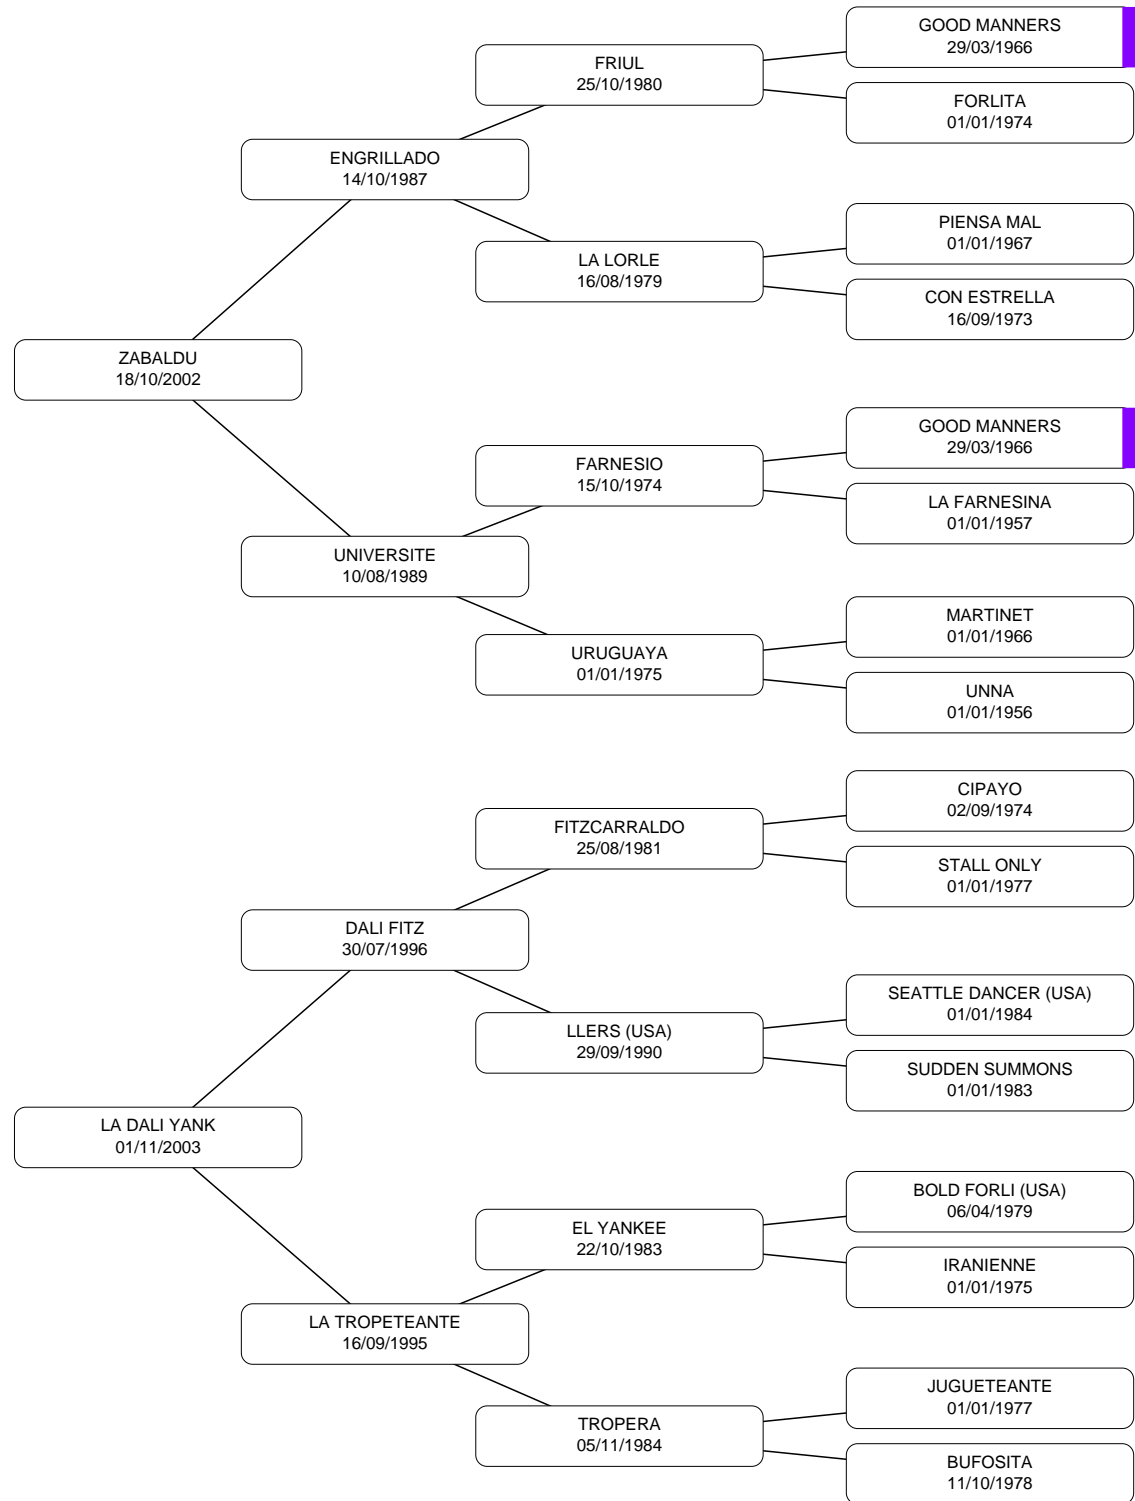 GOOD MANNERS
29/03/1966
FRIUL
25/10/1980
FORLITA
01/01/1974
ENGRILLADO
14/10/1987
PIENSA MAL
01/01/1967
LA LORLE
16/08/1979
CON ESTRELLA
16/09/1973
ZABALDU
18/10/2002
GOOD MANNERS
29/03/1966
FARNESIO
15/10/1974
LA FARNESINA
01/01/1957
UNIVERSITE
10/08/1989
MARTINET
01/01/1966
URUGUAYA
01/01/1975
UNNA
01/01/1956
CIPAYO
02/09/1974
FITZCARRALDO
25/08/1981
STALL ONLY
01/01/1977
DALI FITZ
30/07/1996
SEATTLE DANCER (USA)
01/01/1984
LLERS (USA)
29/09/1990
SUDDEN SUMMONS
01/01/1983
LA DALI YANK
01/11/2003
BOLD FORLI (USA)
06/04/1979
EL YANKEE
22/10/1983
IRANIENNE
01/01/1975
LA TROPETEANTE
16/09/1995
JUGUETEANTE
01/01/1977
TROPERA
05/11/1984
BUFOSITA
11/10/1978